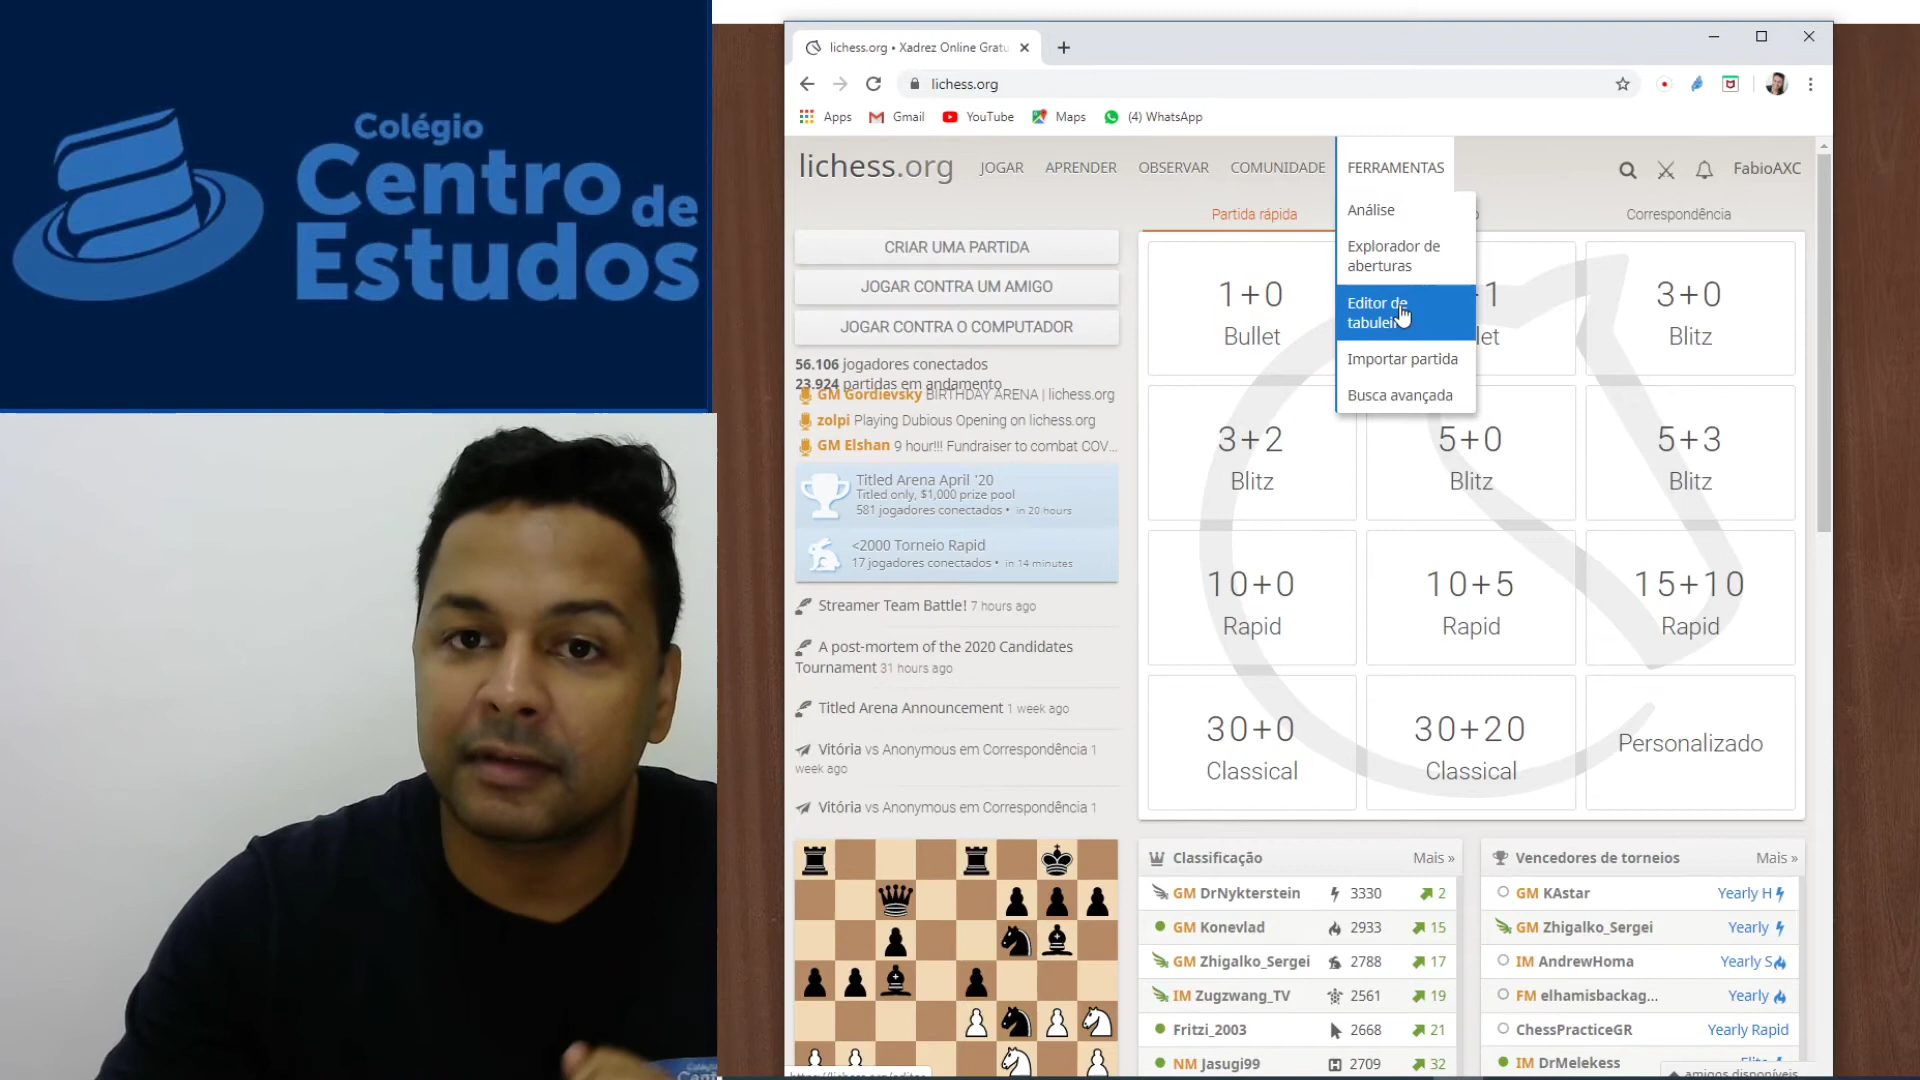 Colégio
Centro de
Estudos
lichess.org • Xadrez Online Gratu
lichess.org
Apps
Gmail
YouTube
Maps
(4) WhatsApp
lichess.org
JOGAR
APRENDER
OBSERVAR
COMUNIDADE
FERRAMENTAS
FabioAXC
Análise
Explorador de
aberturas
Editor de
Importar partida
Busca avançada
Partida rápida
Correspondência
CRIAR UMA PARTIDA
JOGAR CONTRA UM AMIGO
JOGAR CONTRA O COMPUTADOR
56.106 jogadores conectados
23.924 partidas em andamento
GM Gordievsky BIRTHDAY ARENA | lichess.org
zolpi Playing Dubious Opening on lichess.org
GM Elshan 9 hour!!! Fundraiser to combat COV...
Titled Arena April '20
Titled only, $1,000 prize pool
581 jogadores conectados • in 20 hours
<2000 Torneio Rapid
17 jogadores conectados • in 14 minutes
Streamer Team Battle! 7 hours ago
A post-mortem of the 2020 Candidates
Tournament 31 hours ago
Titled Arena Announcement 1 week ago
Vitória vs Anonymous em Correspondência 1
week ago
Vitória vs Anonymous em Correspondência 1
1+0
Bullet
3+0
Blitz
3+2
Blitz
5+0
Blitz
5+3
Blitz
10+0
Rapid
10+5
Rapid
15+10
Rapid
30+0
Classical
30+20
Classical
Personalizado
Classificação
Mais »
GM DrNykterstein 3330 2
GM Konevlad 2933 15
GM Zhigalko_Sergei 2788 17
IM Zugzwang_TV 2561 19
Fritzi_2003 2668 21
NM Jasugi99 2709 32
Vencedores de torneios
Mais »
GM KAstar Yearly H
GM Zhigalko_Sergei Yearly
IM AndrewHoma Yearly S
FM elhamisbackag... Yearly
ChessPracticeGR Yearly Rapid
IM DrMelekess